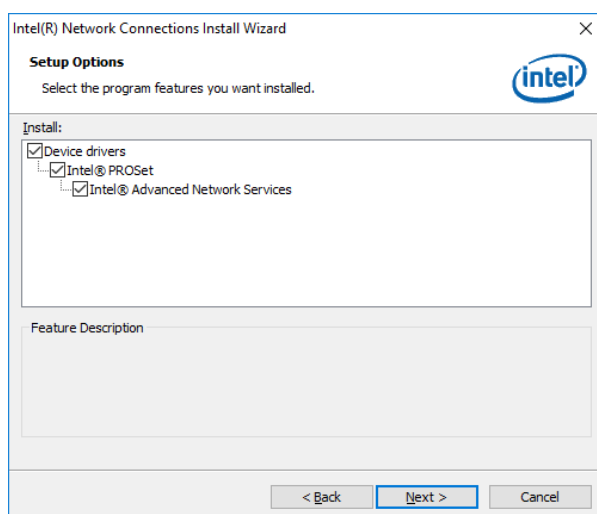 Intel(R) Network Connections Install Wizard
Setup Options
Select the program features you want installed.
intel
Install:
Device drivers
Intel® PROSet
Intel® Advanced Network Services
Feature Description
< Back Next > Cancel